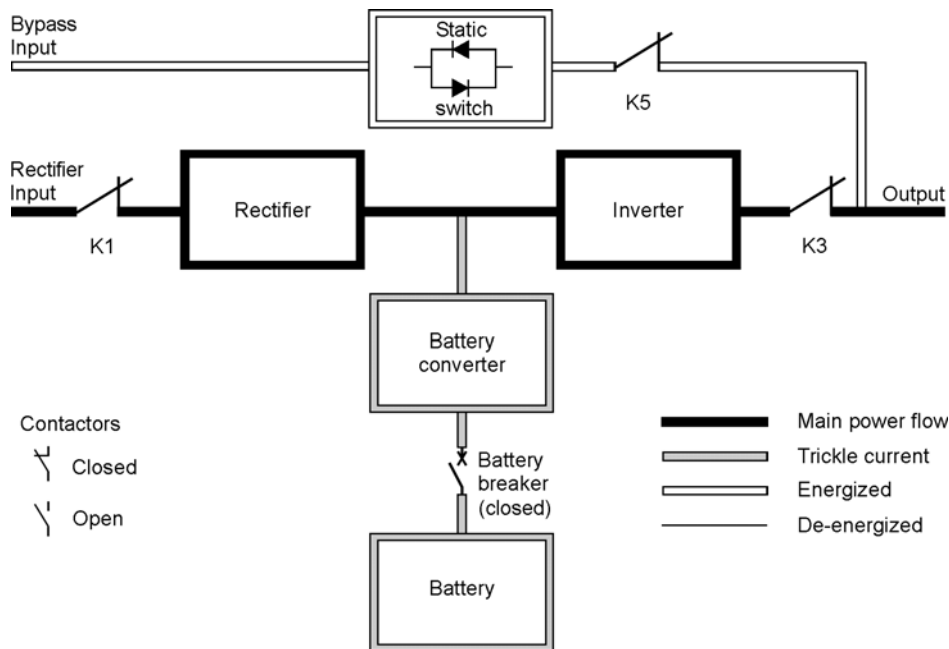 Bypass
Input
Static
switch
K5
Rectifier
Input
K1
Rectifier
Inverter
K3
Output
Battery
converter
Contactors
Closed
Open
Battery
breaker
(closed)
Battery
Main power flow
Trickle current
Energized
De-energized